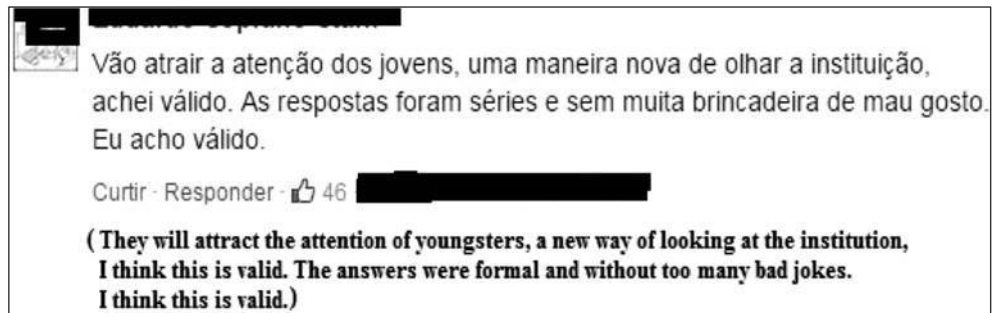 Vão atrair a atenção dos jovens, uma maneira nova de olhar a instituição,
achei válido. As respostas foram séries e sem muita brincadeira de mau gosto.
Eu acho válido.
Curtir · Responder · 46
( They will attract the attention of youngsters, a new way of looking at the institution,
I think this is valid. The answers were formal and without too many bad jokes.
I think this is valid.)